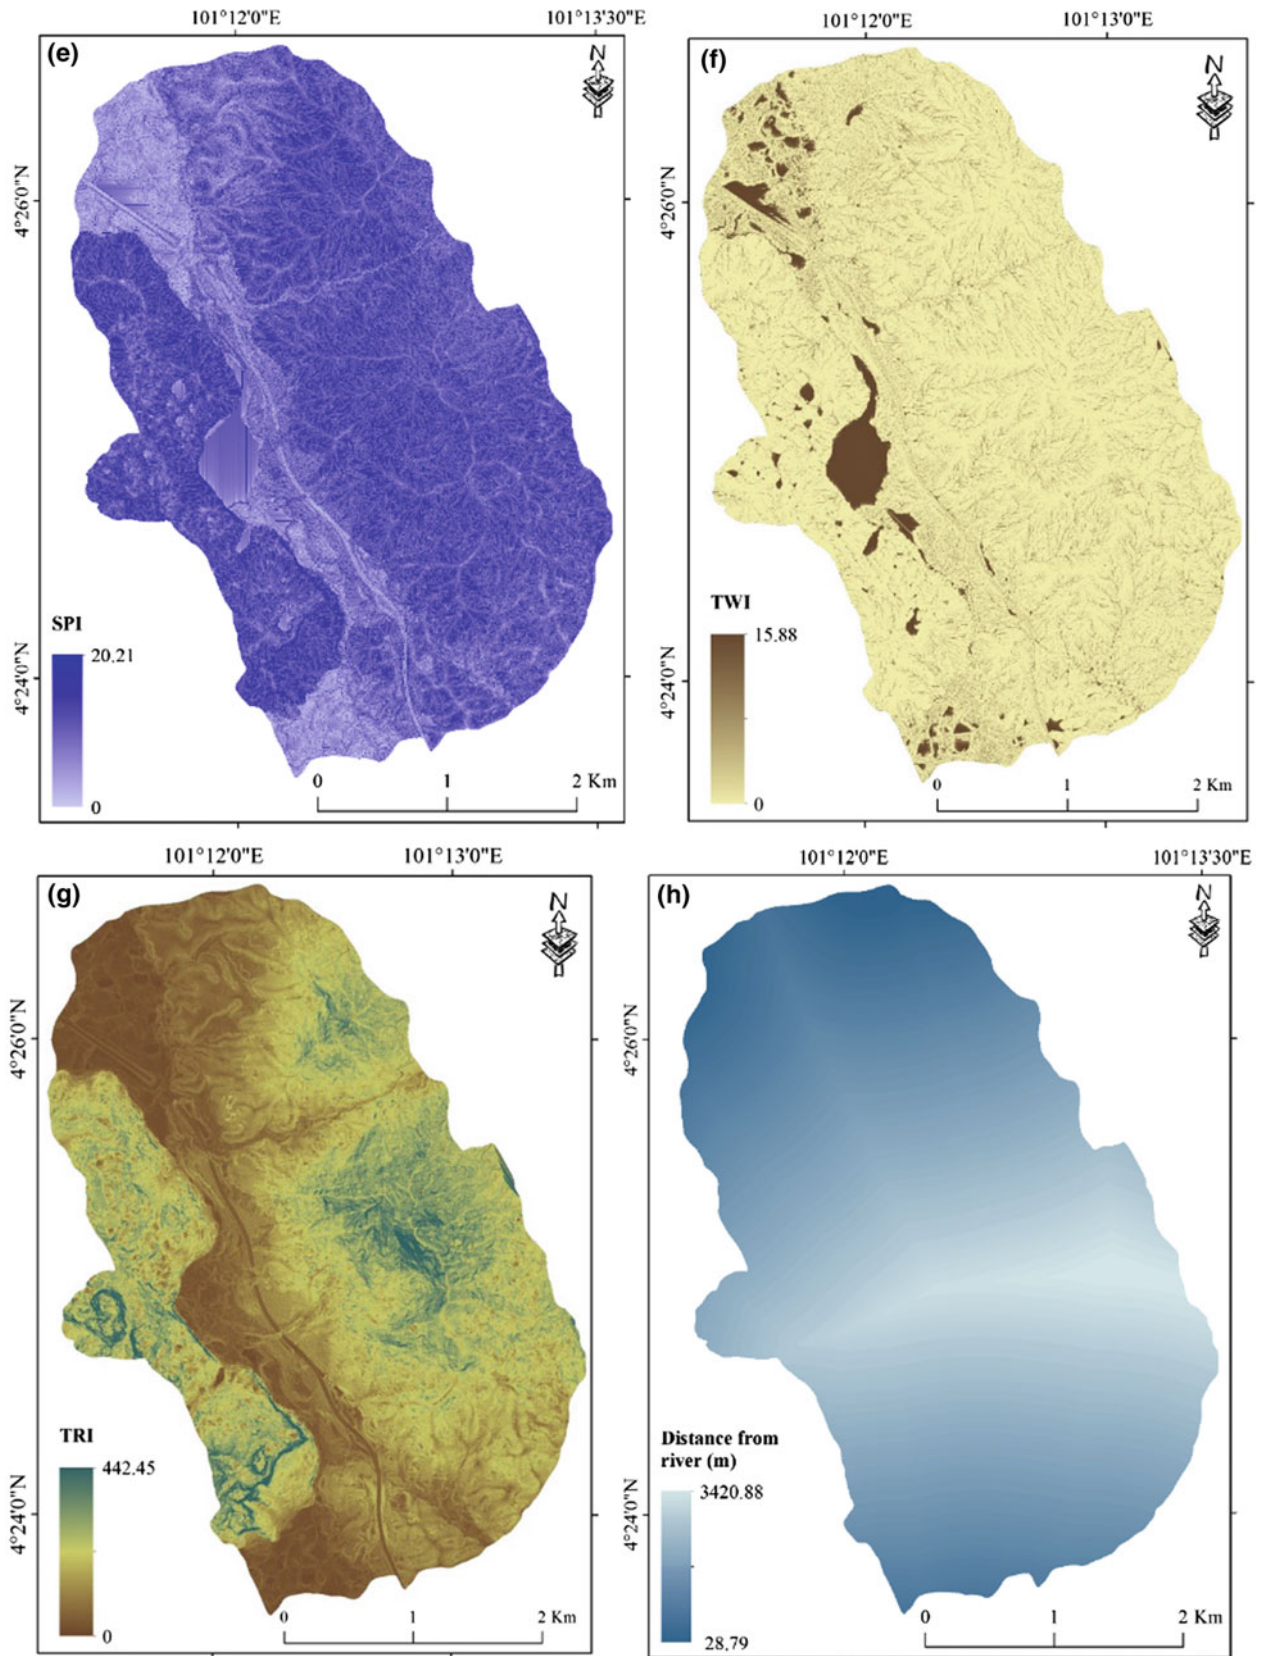 101°12'0"E 101°13'30"E
(e)
N
4°26'0"N
4°24'0"N
SPI
20,21
0
0 1 2 Km
101°12'0"E 101°13'0"E
(f)
N
4°26'0"N
4°24'0"N
TWI
15.88
0
0 1 2 Km
101°12'0"E 101°13'0"E
(g)
N
4°26'0"N
4°24'0"N
TRI
442.45
0
0 1 2 Km
101°12'0"E 101°13'30"E
(h)
N
4°26'0"N
4°24'0"N
Distance from
river (m)
3420.88
28,79
0 1 2 Km